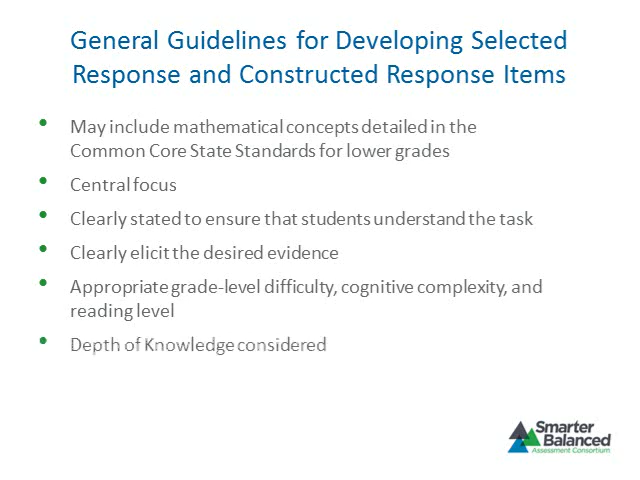 General Guidelines for Developing Selected
Response and Constructed Response Items
• May include mathematical concepts detailed in the
Common Core State Standards for lower grades
• Central focus
• Clearly stated to ensure that students understand the task
• Clearly elicit the desired evidence
• Appropriate grade-level difficulty, cognitive complexity, and
reading level
• Depth of Knowledge considered
Smarter
Balanced
Assessment Consortium